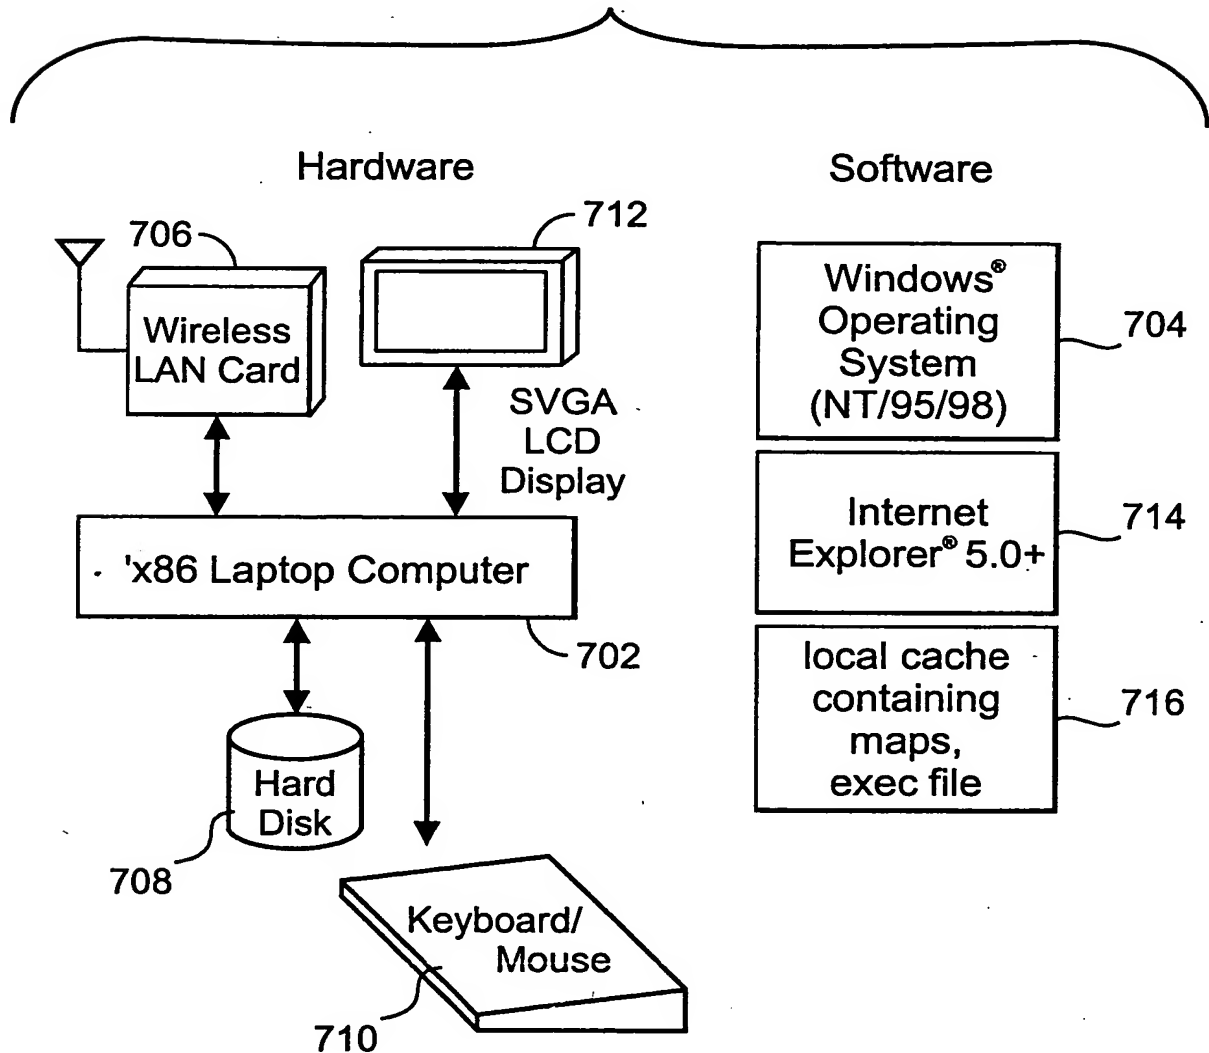 Hardware
Software
706
712
Wireless
LAN Card
SVGA
LCD
Display
Windows®
Operating
System
(NT/95/98)
704
'x86 Laptop Computer
702
Internet
Explorer® 5.0+
714
Hard
Disk
708
local cache
containing
maps,
exec file
716
Keyboard/
Mouse
710